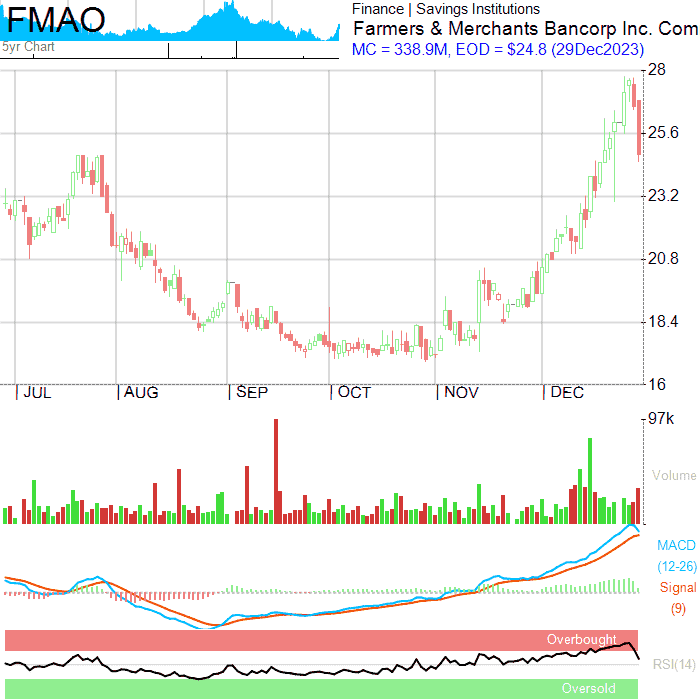 FMAO
5yr Chart
Finance | Savings Institutions
Farmers & Merchants Bancorp Inc. Com
MC = 338.9M, EOD = $24.8 (29Dec2023)
28
25.6
23.2
20.8
18.4
16
JUL AUG SEP OCT NOV DEC
97k
Volume
MACD
(12-26)
Signal
(9)
Overbought
RSI(14)
Oversold